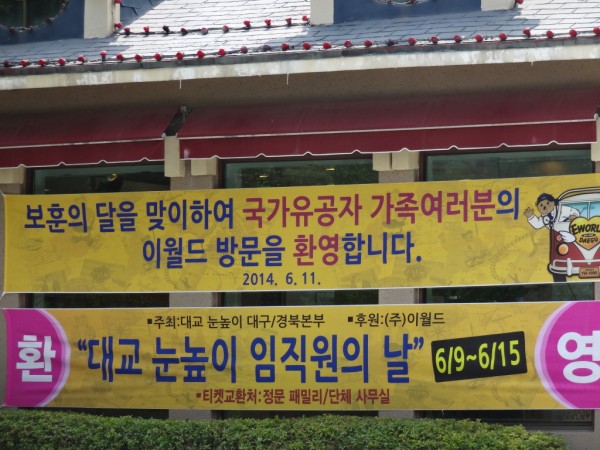 보훈의 달을 맞이하여 국가유공자 가족여러분의
이월드 방문을 환영합니다.
2014. 6. 11.
EWORLD
DAEGU
■주최:대교 눈높이 대구/경북본부 ■후원:(주)이월드
환 "대교 눈높이 임직원의 날" 6/9~6/15 영
■티켓교환처:정문 패밀리/단체 사무실